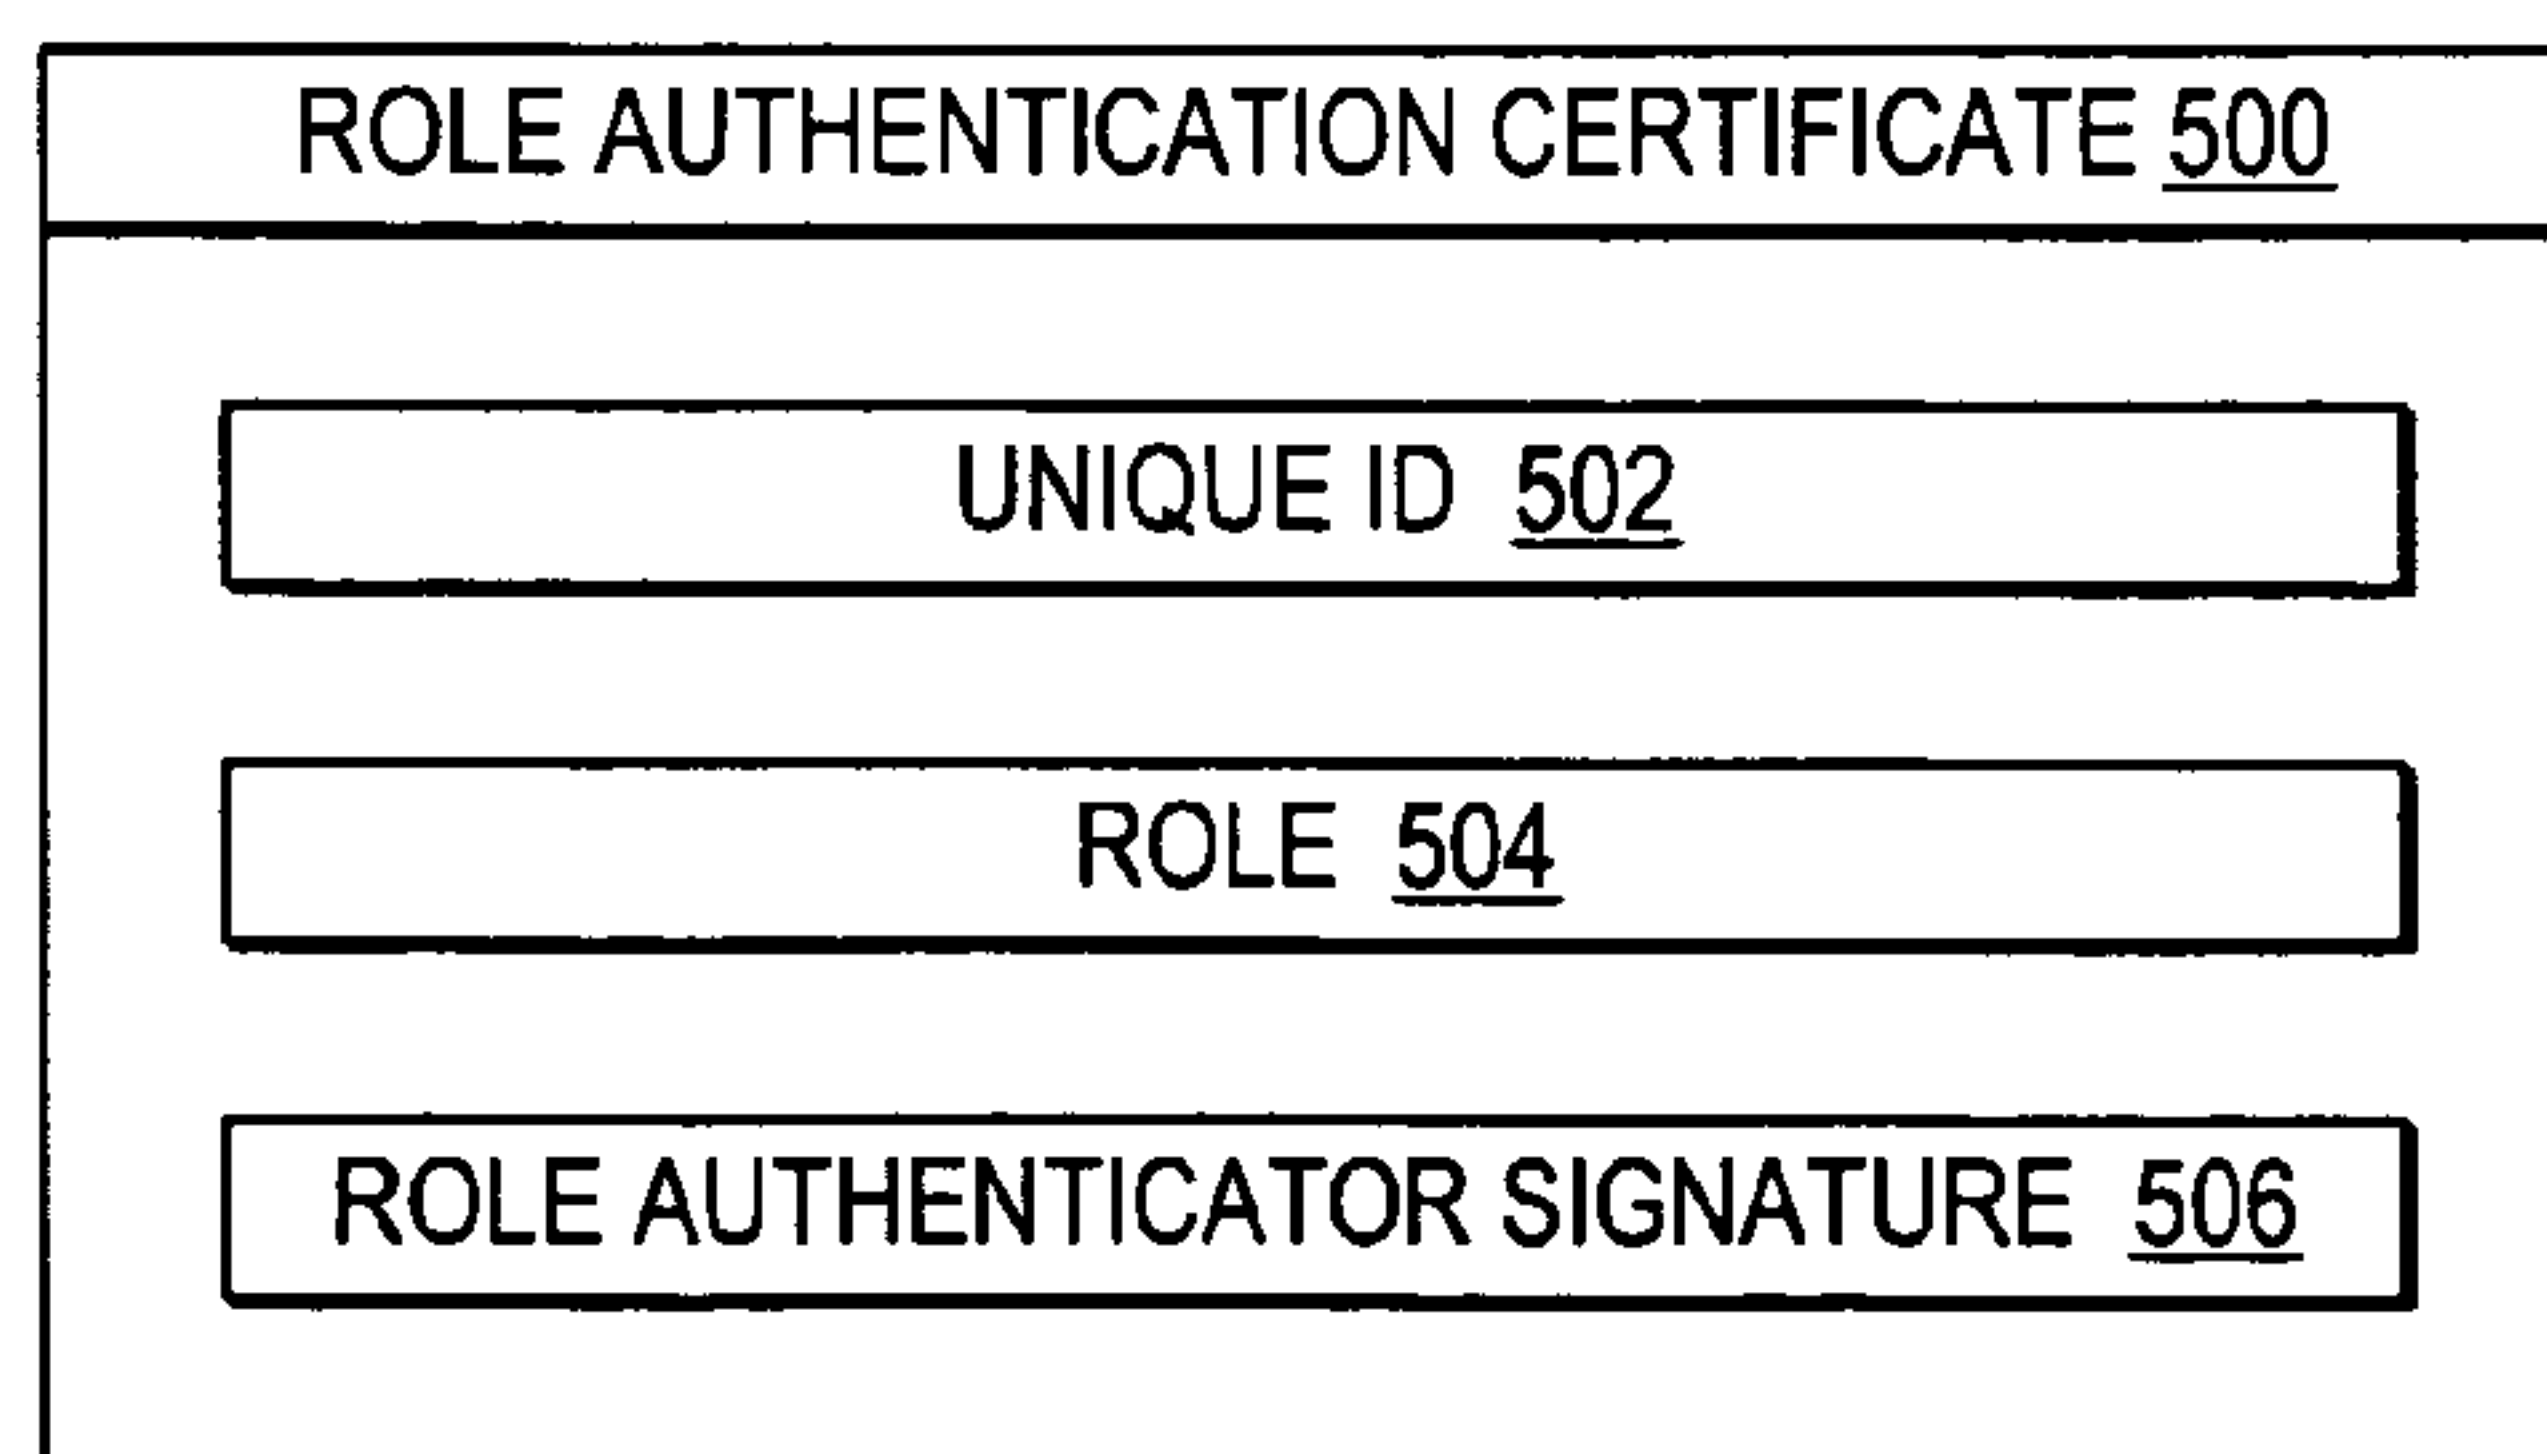 ROLE AUTHENTICATION CERTIFICATE 500
UNIQUE ID 502
ROLE 504
ROLE AUTHENTICATOR SIGNATURE 506